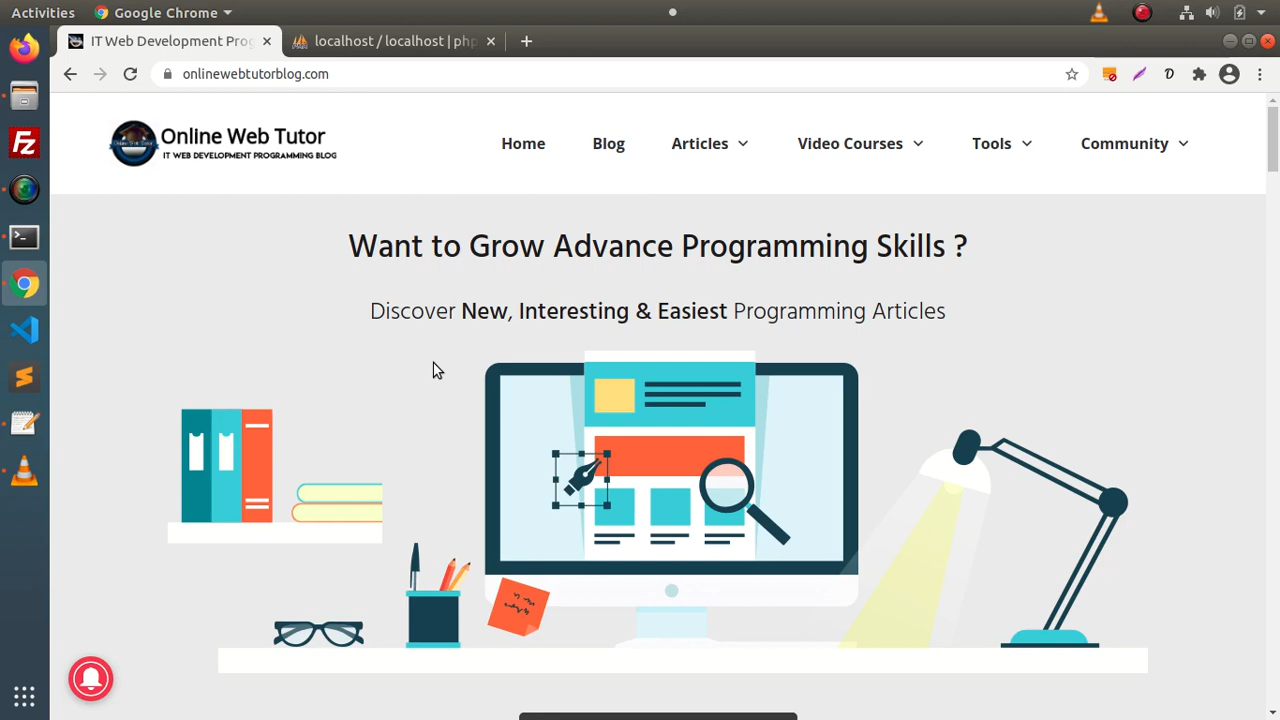 Activities Google Chrome
IT Web Development Prog
localhost / localhost | php
onlinewebtutorblog.com
Online Web Tutor
IT WEB DEVELOPMENT PROGRAMMING BLOG
Home Blog Articles Video Courses Tools Community
Want to Grow Advance Programming Skills ?
Discover New, Interesting & Easiest Programming Articles